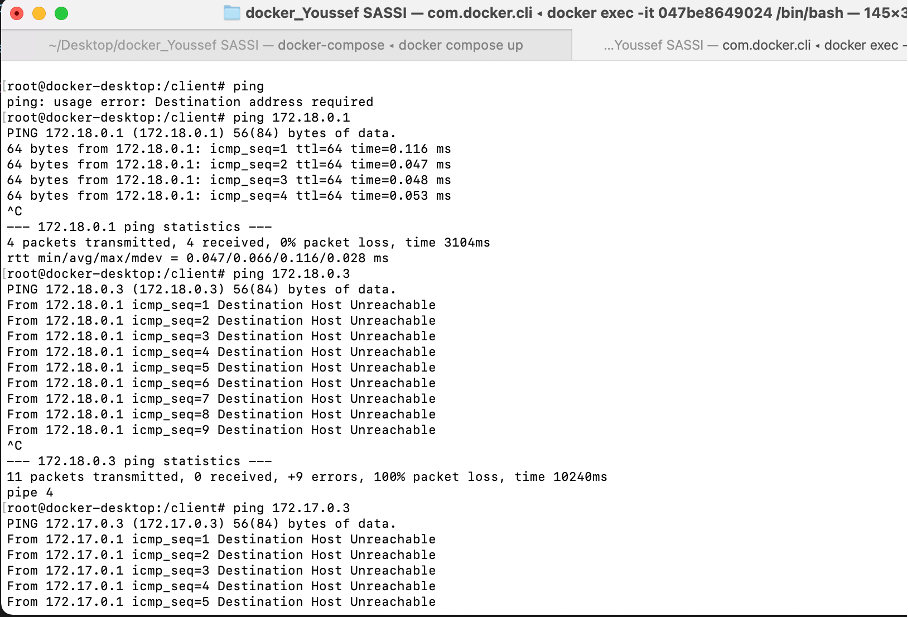 docker_Youssef SASSI — com.docker.cli ◂ docker exec -it 047be8649024 /bin/bash — 145×3
~/Desktop/docker_Youssef SASSI — docker-compose ◂ docker compose up
...Youssef SASSI — com.docker.cli ◂ docker exec -
[root@docker-desktop:/client# ping
ping: usage error: Destination address required
[root@docker-desktop:/client# ping 172.18.0.1
PING 172.18.0.1 (172.18.0.1) 56(84) bytes of data.
64 bytes from 172.18.0.1: icmp_seq=1 ttl=64 time=0.116 ms
64 bytes from 172.18.0.1: icmp_seq=2 ttl=64 time=0.047 ms
64 bytes from 172.18.0.1: icmp_seq=3 ttl=64 time=0.048 ms
64 bytes from 172.18.0.1: icmp_seq=4 ttl=64 time=0.053 ms
^C
--- 172.18.0.1 ping statistics ---
4 packets transmitted, 4 received, 0% packet loss, time 3104ms
rtt min/avg/max/mdev = 0.047/0.066/0.116/0.028 ms
[root@docker-desktop:/client# ping 172.18.0.3
PING 172.18.0.3 (172.18.0.3) 56(84) bytes of data.
From 172.18.0.1 icmp_seq=1 Destination Host Unreachable
From 172.18.0.1 icmp_seq=2 Destination Host Unreachable
From 172.18.0.1 icmp_seq=3 Destination Host Unreachable
From 172.18.0.1 icmp_seq=4 Destination Host Unreachable
From 172.18.0.1 icmp_seq=5 Destination Host Unreachable
From 172.18.0.1 icmp_seq=6 Destination Host Unreachable
From 172.18.0.1 icmp_seq=7 Destination Host Unreachable
From 172.18.0.1 icmp_seq=8 Destination Host Unreachable
From 172.18.0.1 icmp_seq=9 Destination Host Unreachable
^C
--- 172.18.0.3 ping statistics ---
11 packets transmitted, 0 received, +9 errors, 100% packet loss, time 10240ms
pipe 4
[root@docker-desktop:/client# ping 172.17.0.3
PING 172.17.0.3 (172.17.0.3) 56(84) bytes of data.
From 172.17.0.1 icmp_seq=1 Destination Host Unreachable
From 172.17.0.1 icmp_seq=2 Destination Host Unreachable
From 172.17.0.1 icmp_seq=3 Destination Host Unreachable
From 172.17.0.1 icmp_seq=4 Destination Host Unreachable
From 172.17.0.1 icmp_seq=5 Destination Host Unreachable